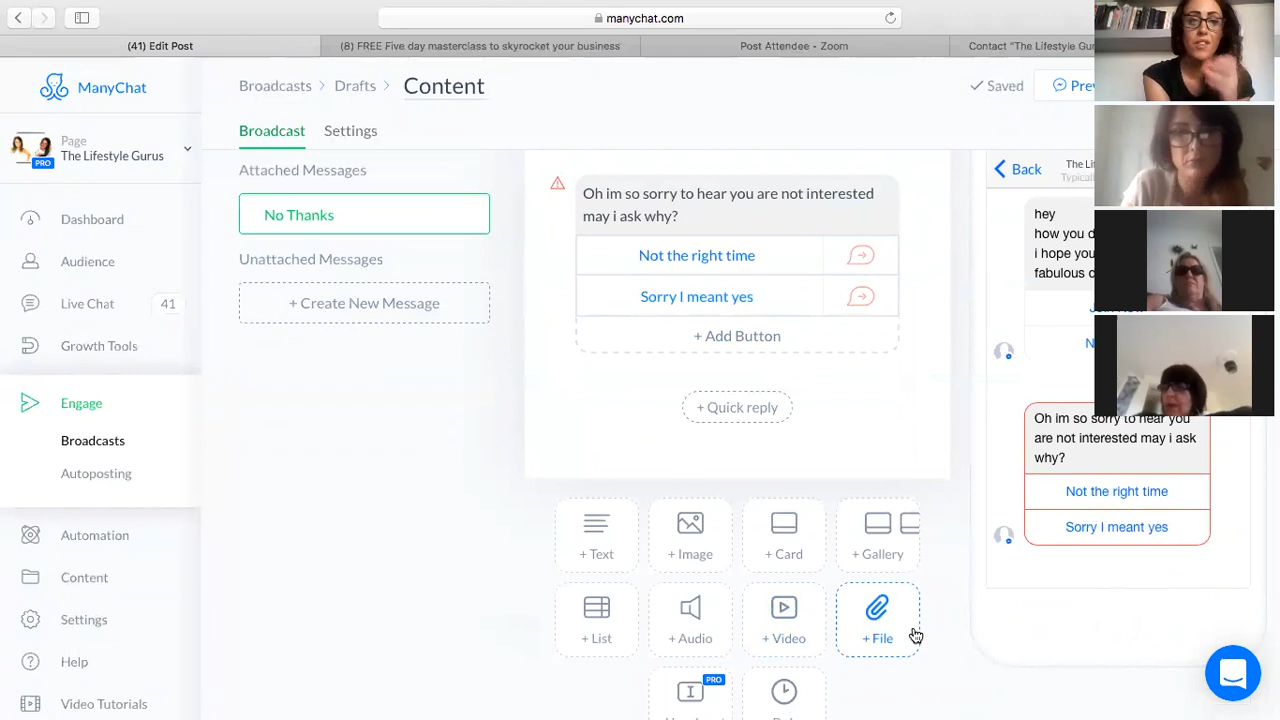 manychat.com
(41) Edit Post
(8) FREE Five day masterclass to skyrocket your business
Post Attendee - Zoom
Contact "The Lifestyle
ManyChat
Broadcasts
Drafts
Content
Saved
Page
The Lifestyle Gurus
PRO
Broadcast
Settings
Attached Messages
No Thanks
Unattached Messages
+ Create New Message
Dashboard
Audience
Live Chat
41
Growth Tools
Engage
Broadcasts
Autoposting
Automation
Content
Settings
Help
Video Tutorials
Oh im so sorry to hear you are not interested
may i ask why?
Not the right time
Sorry I meant yes
+ Add Button
+ Quick reply
+ Text
+ Image
+ Card
+ Gallery
+ List
+ Audio
+ Video
+ File
PRO
Back
The
hey
how you
i hope
fabulous
Oh im so sorry to hear you
are not interested may i ask
why?
Not the right time
Sorry I meant yes